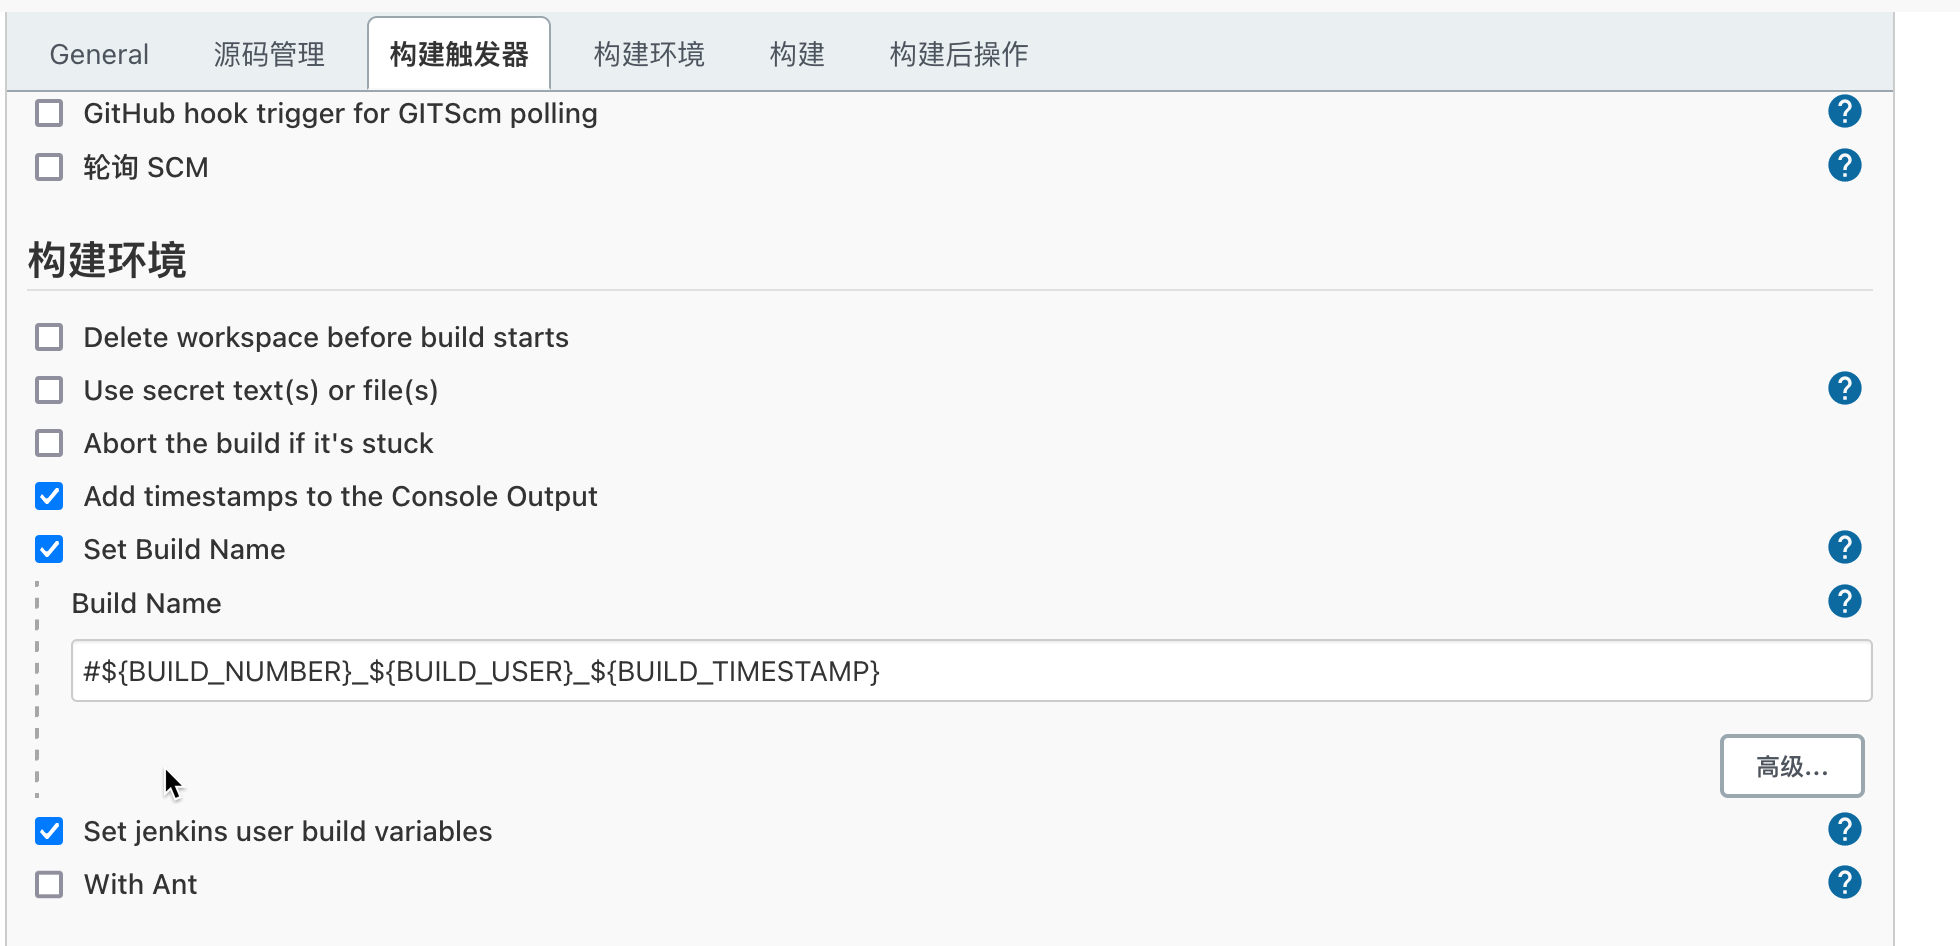 General 源码管理 构建触发器 构建环境 构建 构建后操作
GitHub hook trigger for GITScm polling ?
轮询 SCM ?
构建环境
Delete workspace before build starts
Use secret text(s) or file(s) ?
Abort the build if it's stuck
Add timestamps to the Console Output
Set Build Name ?
Build Name ?
#${BUILD_NUMBER}_${BUILD_USER}_${BUILD_TIMESTAMP}
高级...
Set jenkins user build variables ?
With Ant ?